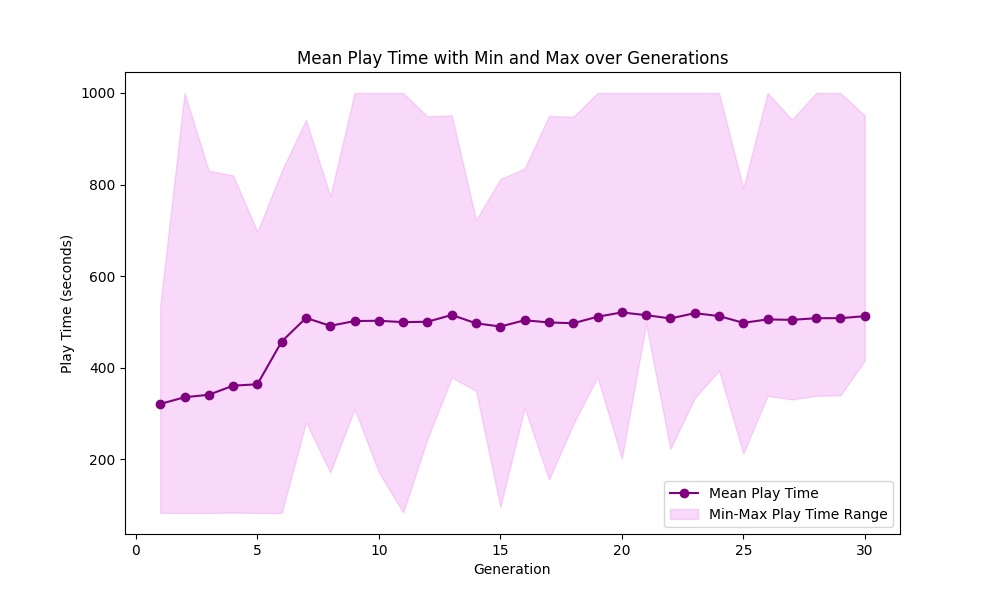 Mean Play Time with Min and Max over Generations
1000
800
600
400
200
Play Time (seconds)
0
5
10
15
20
25
30
Generation
Mean Play Time
Min-Max Play Time Range